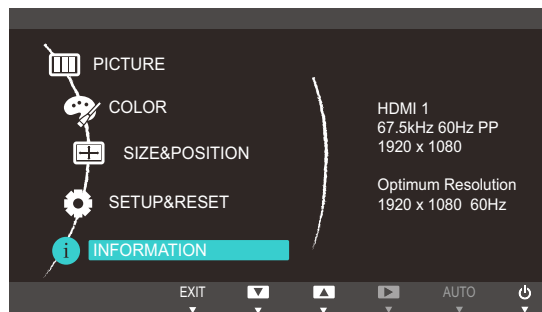 PICTURE
COLOR
SIZE&POSITION
SETUP&RESET
i INFORMATION
HDMI 1
67.5kHz 60Hz PP
1920 x 1080
Optimum Resolution
1920 x 1080 60Hz
EXIT
AUTO